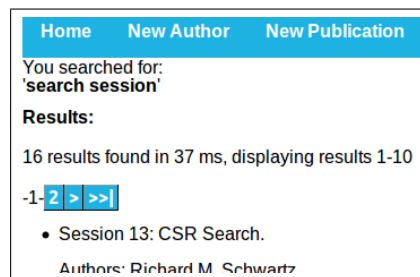 Home New Author New Publication
You searched for:
'search session'
Results:
16 results found in 37 ms, displaying results 1-10
-1- 2 > >>|
• Session 13: CSR Search.
Authors: Richard M. Schwartz